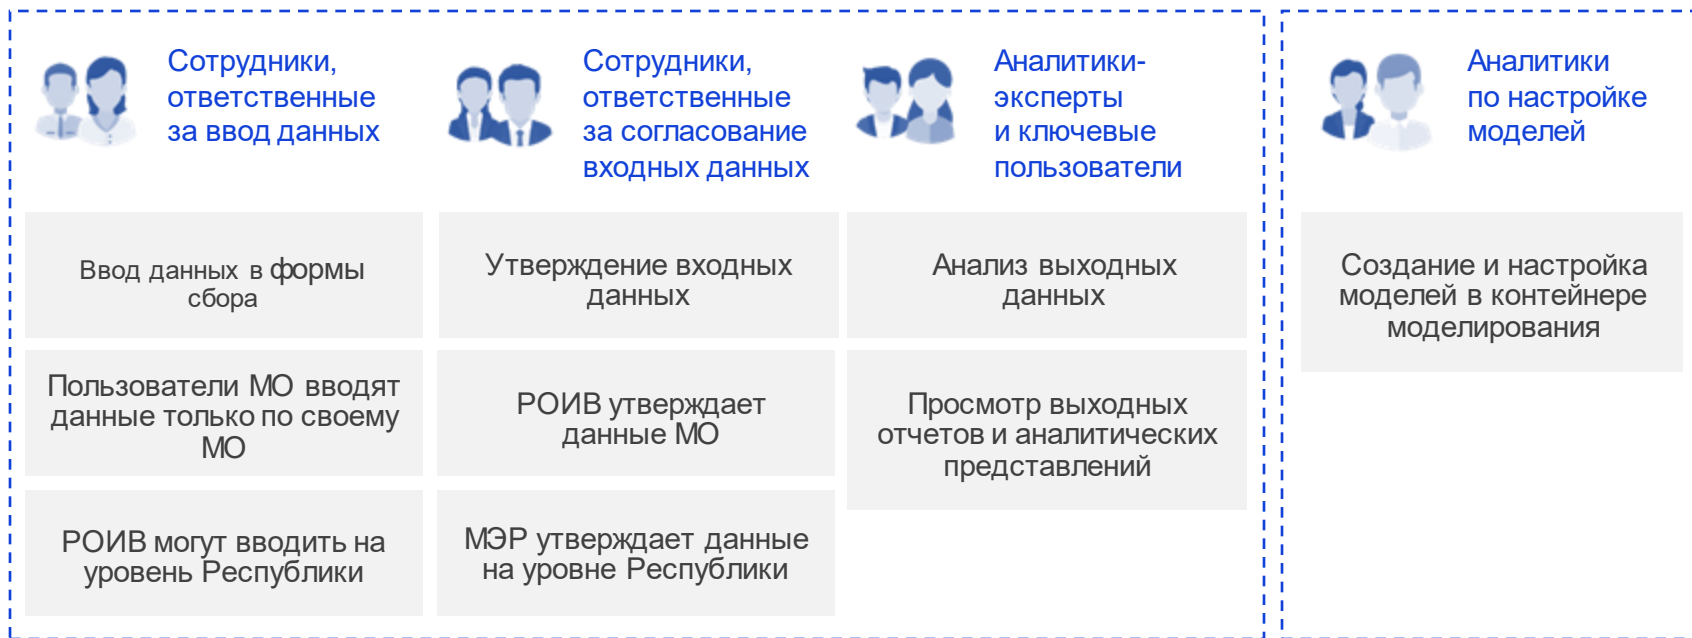 Сотрудники,
ответственные
за ввод данных
Сотрудники,
ответственные
за согласование
входных данных
Аналитики-
эксперты
и ключевые
пользователи
Аналитики
по настройке
моделей
Ввод данных в формы
сбора
Утверждение входных
данных
Анализ выходных
данных
Создание и настройка
моделей в контейнере
моделирования
Пользователи МО вводят
данные только по своему
МО
РОИВ утверждает
данные МО
Просмотр выходных
отчетов и аналитических
представлений
РОИВ могут вводить на
уровень Республики
МЭР утверждает данные
на уровне Республики